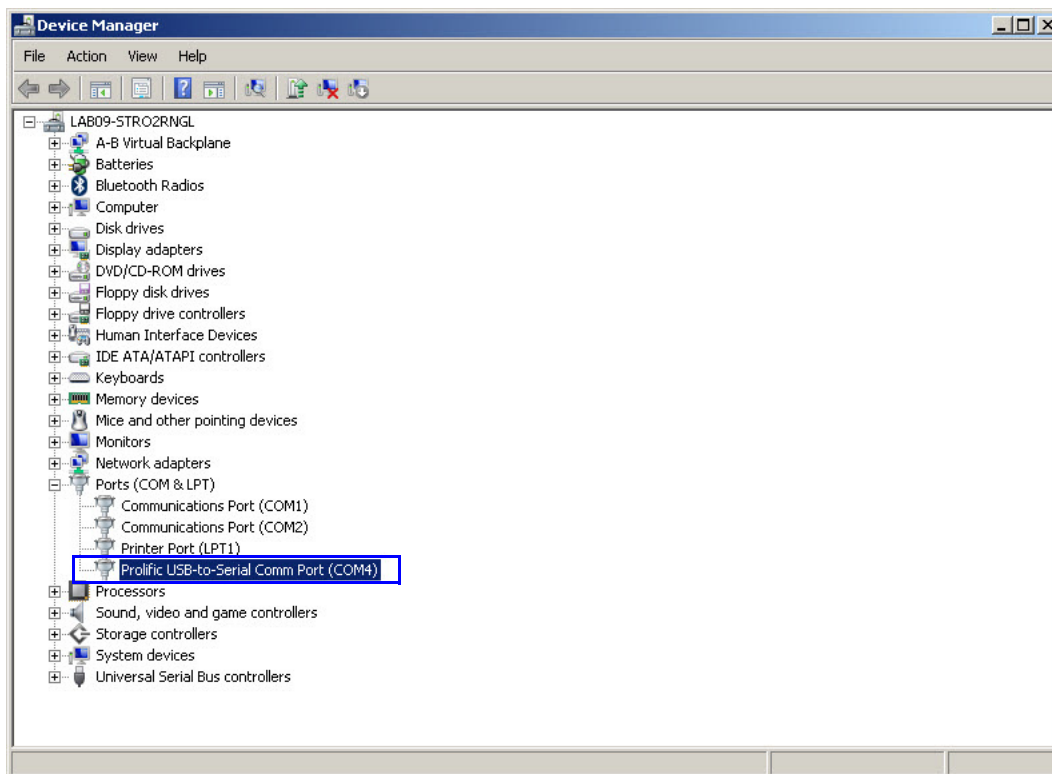 Device Manager
File Action View Help
LAB09-STRO2RNGL
A-B Virtual Backplane
Batteries
Bluetooth Radios
Computer
Disk drives
Display adapters
DVD/CD-ROM drives
Floppy disk drives
Floppy drive controllers
Human Interface Devices
IDE ATA/ATAPI controllers
Keyboards
Memory devices
Mice and other pointing devices
Monitors
Network adapters
Ports (COM & LPT)
Communications Port (COM1)
Communications Port (COM2)
Printer Port (LPT1)
Prolific USB-to-Serial Comm Port (COM4)
Processors
Sound, video and game controllers
Storage controllers
System devices
Universal Serial Bus controllers